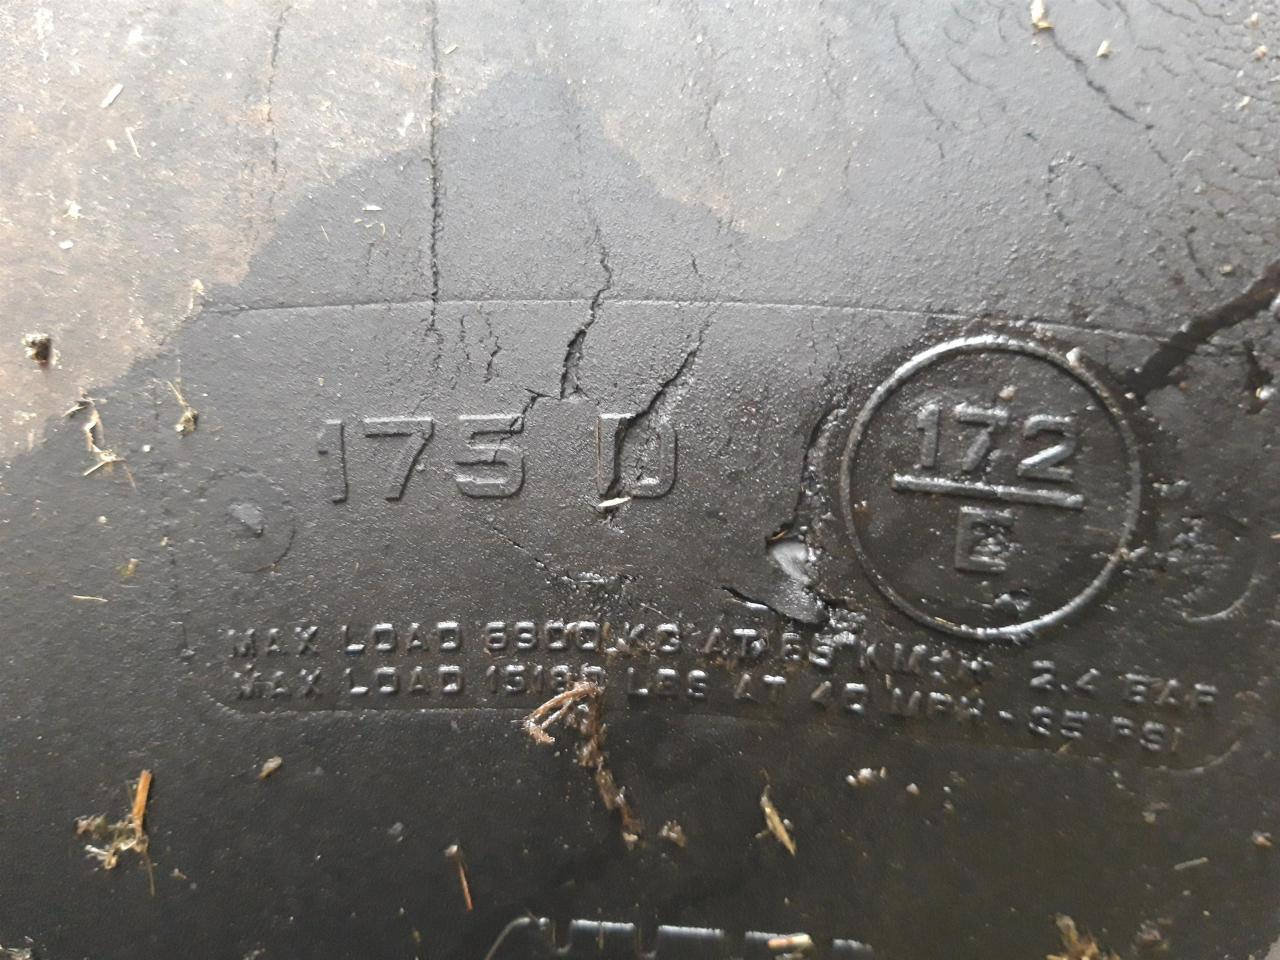 175 D
172
E
MAX LOAD 6900 KG AT 65 KM/H 2,4 BAR
MAX LOAD 15180 LBS AT 40 MPH - 35 PSI